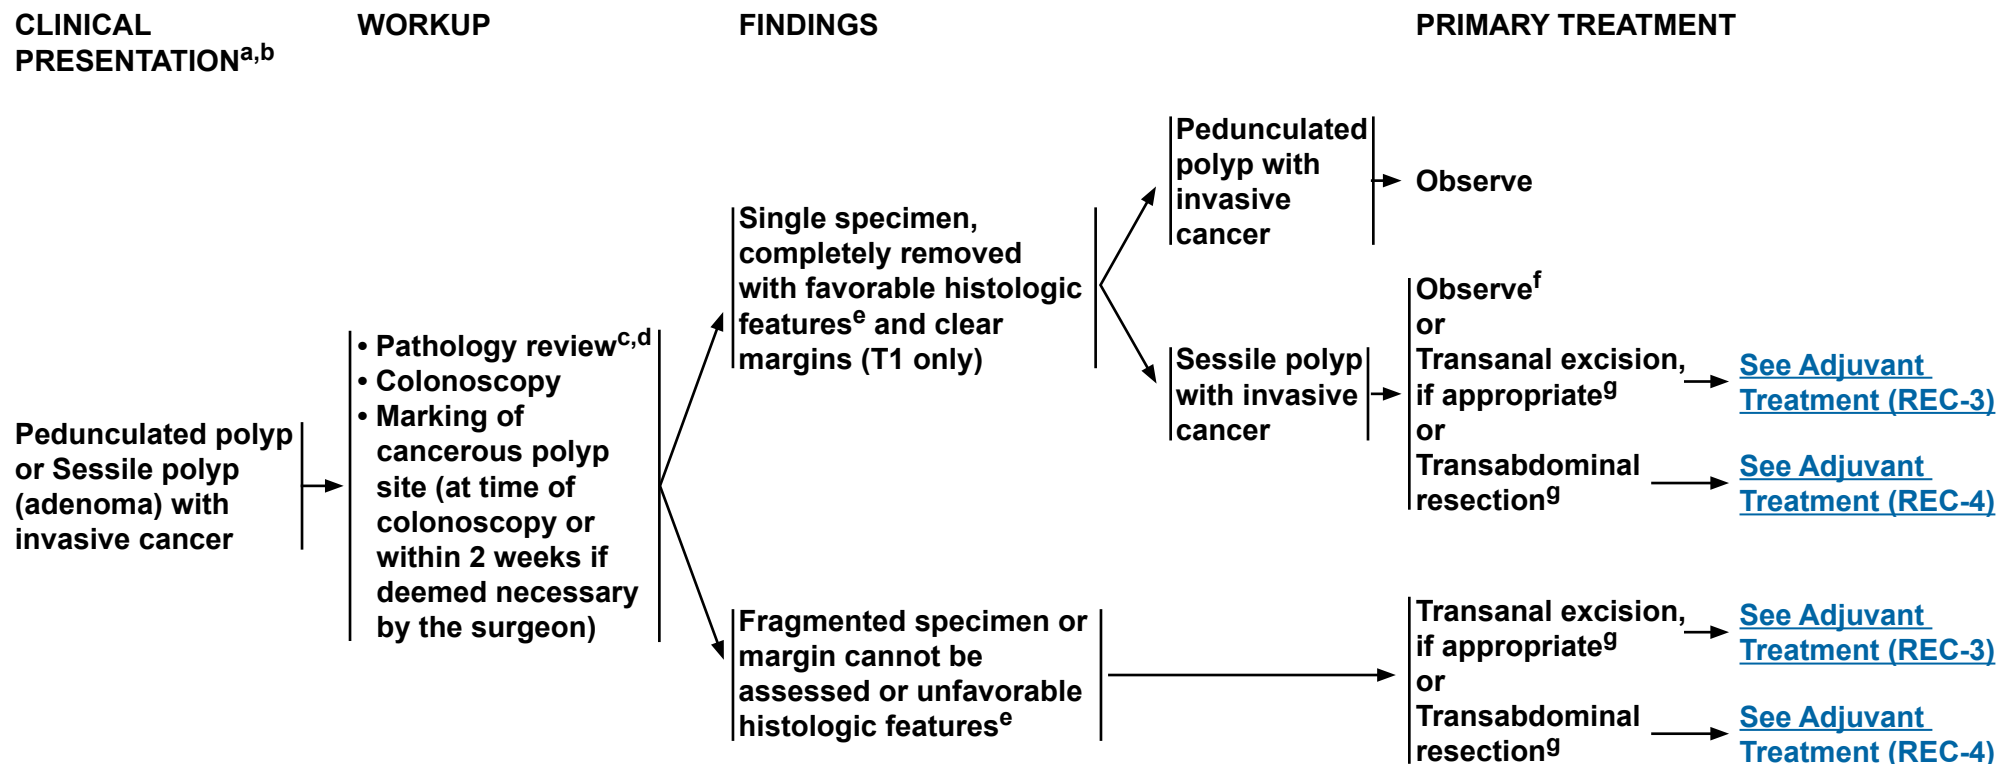 CLINICAL
PRESENTATIONa,b
WORKUP
FINDINGS
PRIMARY TREATMENT
Pedunculated polyp
or Sessile polyp
(adenoma) with
invasive cancer
• Pathology reviewc,d
• Colonoscopy
• Marking of
cancerous polyp
site (at time of
colonoscopy or
within 2 weeks if
deemed necessary
by the surgeon)
Single specimen,
completely removed
with favorable histologic
featurese and clear
margins (T1 only)
Pedunculated
polyp with
invasive
cancer
Observe
Sessile polyp
with invasive
cancer
Observef
or
Transanal excision,
if appropriateg
or
Transabdominal
resectiong
See Adjuvant
Treatment (REC-3)
See Adjuvant
Treatment (REC-4)
Fragmented specimen or
margin cannot be
assessed or unfavorable
histologic featurese
Transanal excision,
if appropriateg
or
Transabdominal
resectiong
See Adjuvant
Treatment (REC-3)
See Adjuvant
Treatment (REC-4)